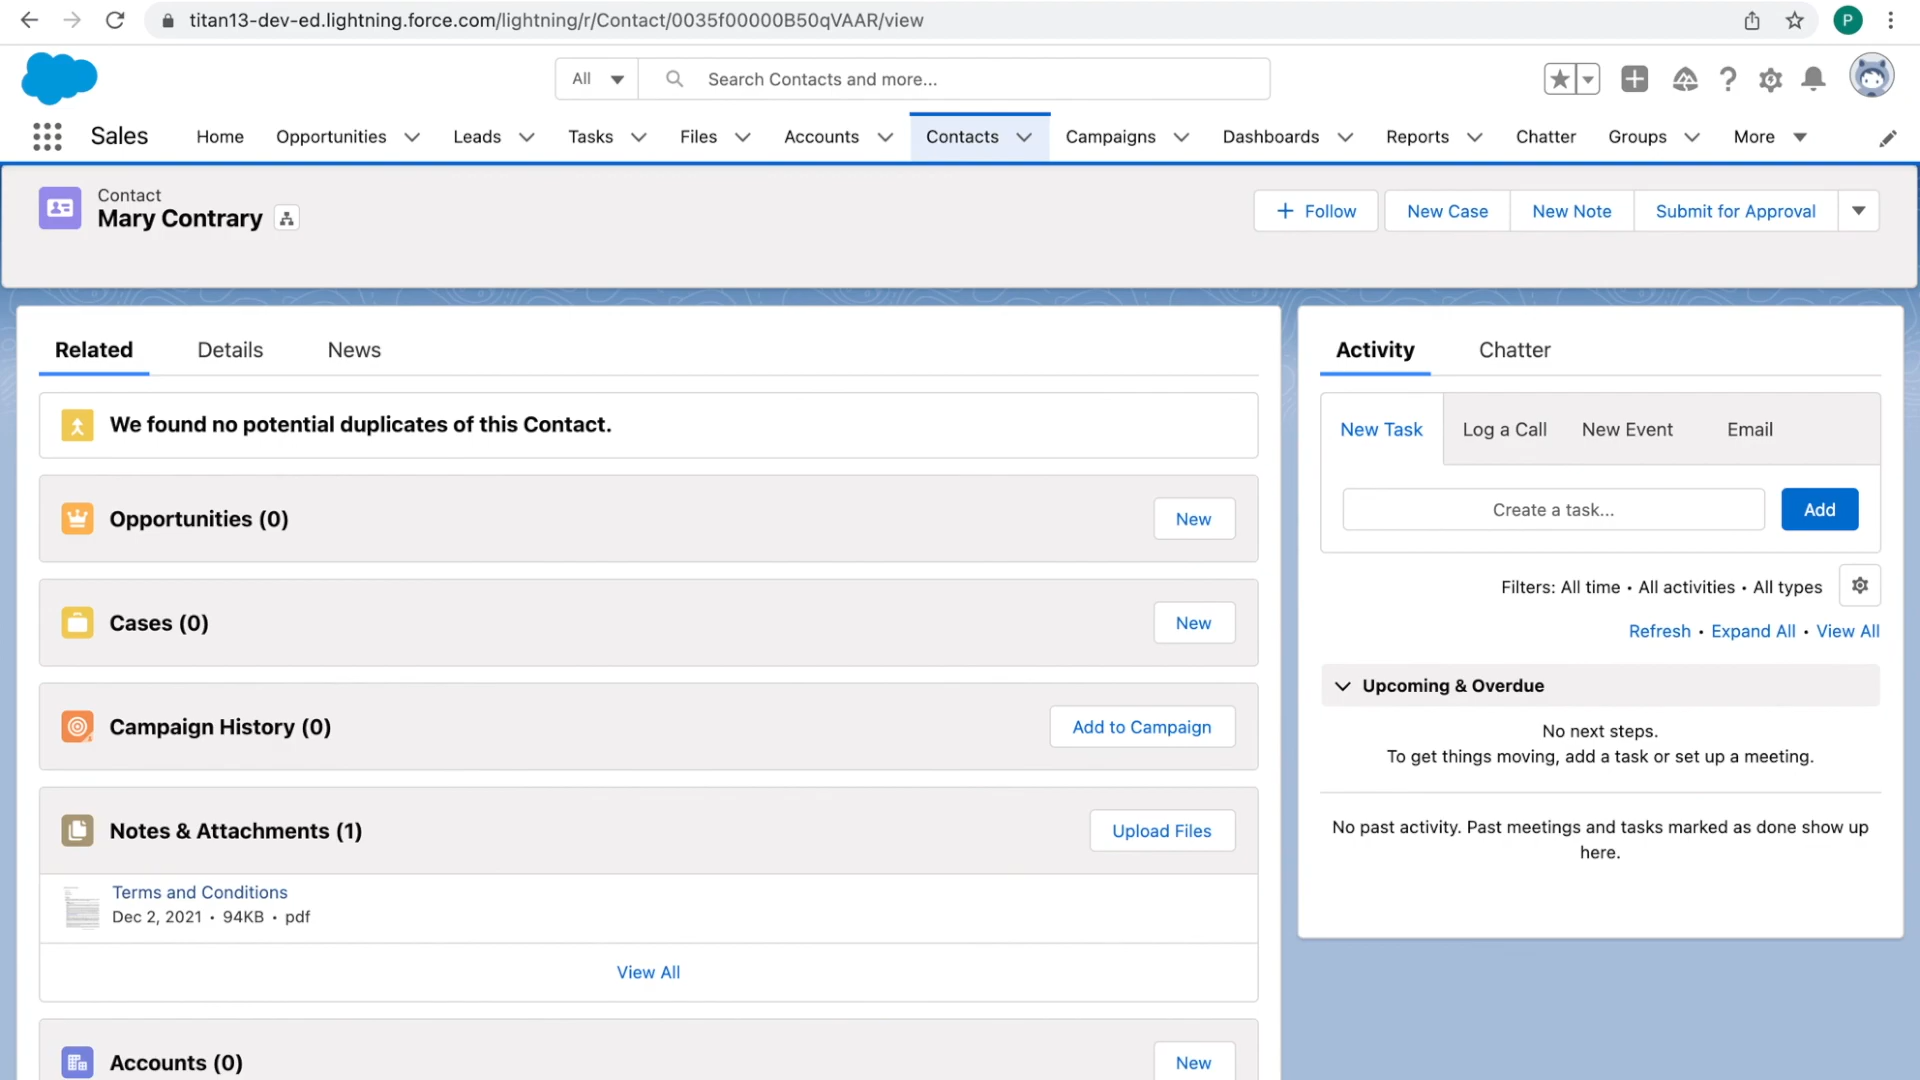 titan13-dev-ed.lightning.force.com/lightning/r/Contact/0035f00000B50qVAAR/view
P
All
Search Contacts and more...
Sales
Home
Opportunities
Leads
Tasks
Files
Accounts
Contacts
Campaigns
Dashboards
Reports
Chatter
Groups
More
Contact
Mary Contrary
+ Follow
New Case
New Note
Submit for Approval
Related
Details
News
We found no potential duplicates of this Contact.
Opportunities (0)
New
Cases (0)
New
Campaign History (0)
Add to Campaign
Notes & Attachments (1)
Upload Files
Terms and Conditions
Dec 2, 2021 • 94KB • pdf
View All
Accounts (0)
New
Activity
Chatter
New Task
Log a Call
New Event
Email
Create a task...
Add
Filters: All time • All activities • All types
Refresh • Expand All • View All
Upcoming & Overdue
No next steps.
To get things moving, add a task or set up a meeting.
No past activity. Past meetings and tasks marked as done show up
here.